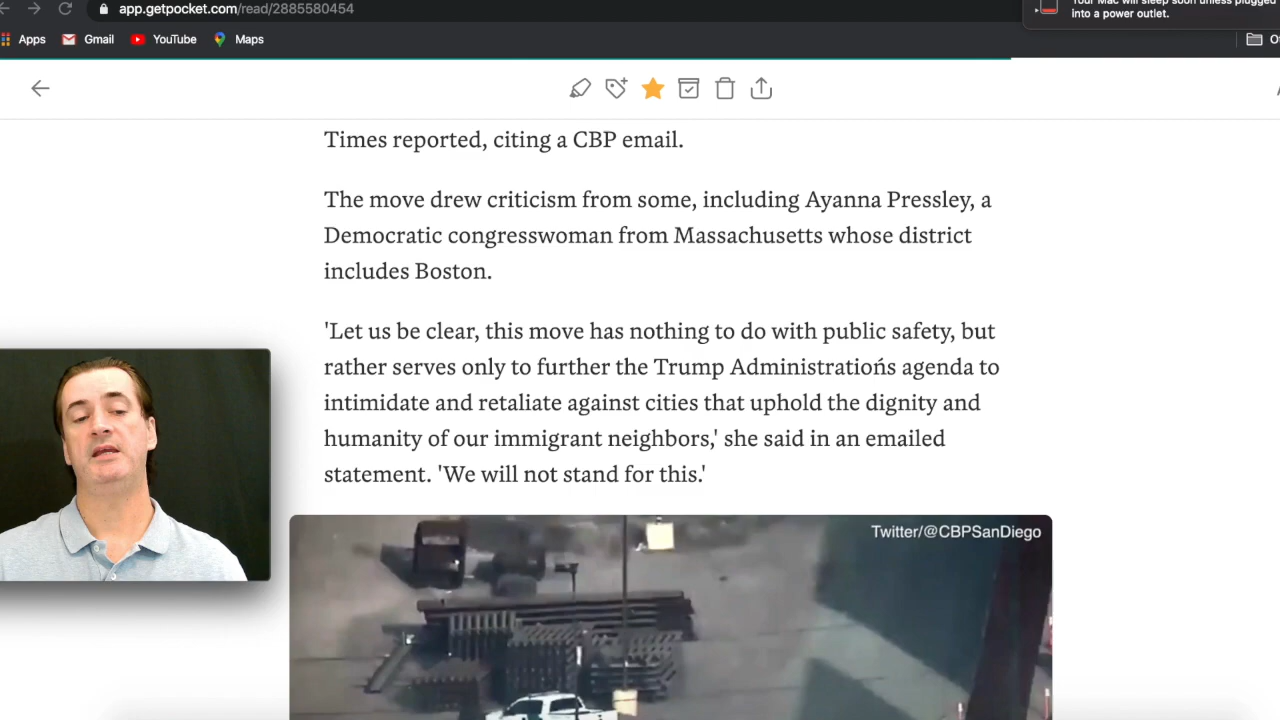 app.getpocket.com/read/2885580454
Your Mac will sleep soon unless plugged
into a power outlet.
Apps Gmail YouTube Maps
Times reported, citing a CBP email.
The move drew criticism from some, including Ayanna Pressley, a
Democratic congresswoman from Massachusetts whose district
includes Boston.
'Let us be clear, this move has nothing to do with public safety, but
rather serves only to further the Trump Administratiońs agenda to
intimidate and retaliate against cities that uphold the dignity and
humanity of our immigrant neighbors,' she said in an emailed
statement. 'We will not stand for this.'
Twitter/@CBPSanDiego